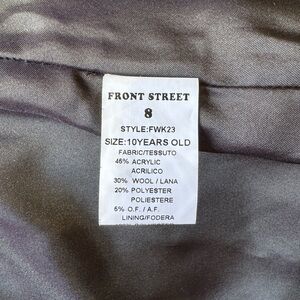 FRONT STREET
8
STYLE:FWK23
SIZE:10YEARS OLD
FABRIC/TESSUTO
46% ACRYLIC
ACRILICO
30% WOOL / LANA
20% POLYESTER
POLIESTERE
5% O.F. / A.F.
LINING/FODERA